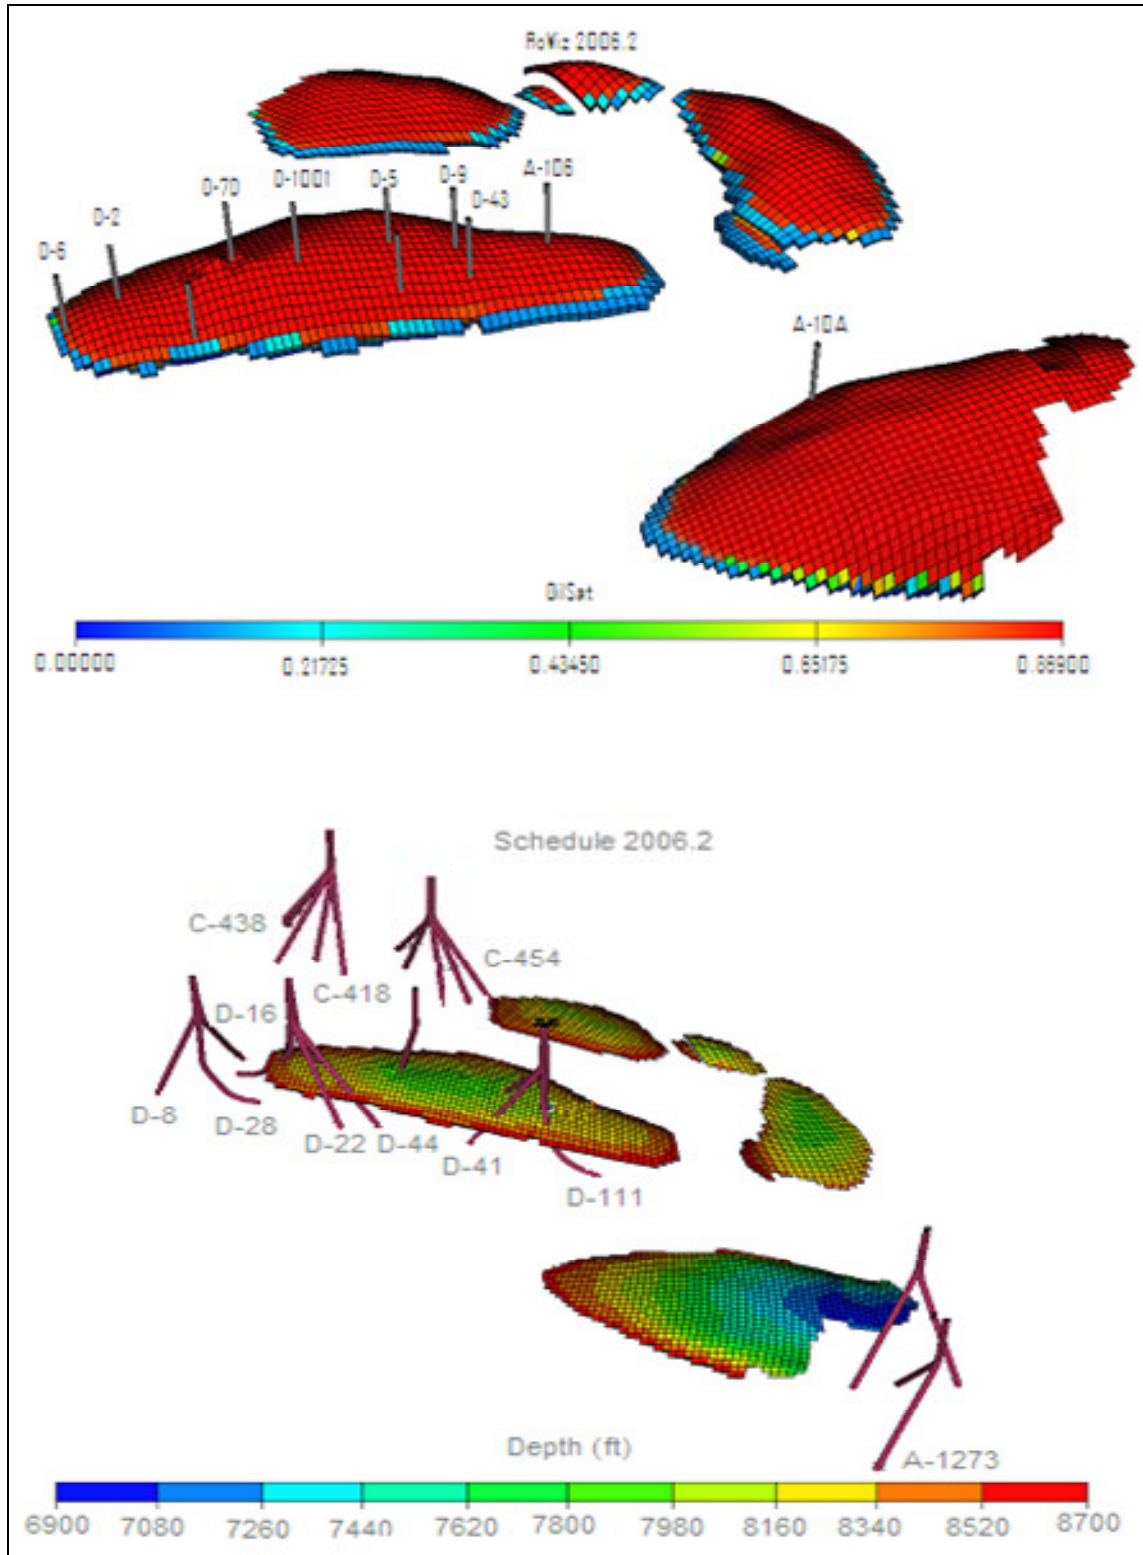 RoViz 2006.2
A-106
D-9
D-5
D-1001
D-70
D-43
D-2
D-6
A-10A
OilSat
0.00000 0.21725 0.43450 0.65175 0.86900
Schedule 2006.2
C-438
C-454
C-418
D-16
D-8
D-28
D-22 D-44
D-41
D-111
Depth (ft)
A-1273
6900 7080 7260 7440 7620 7800 7980 8160 8340 8520 8700